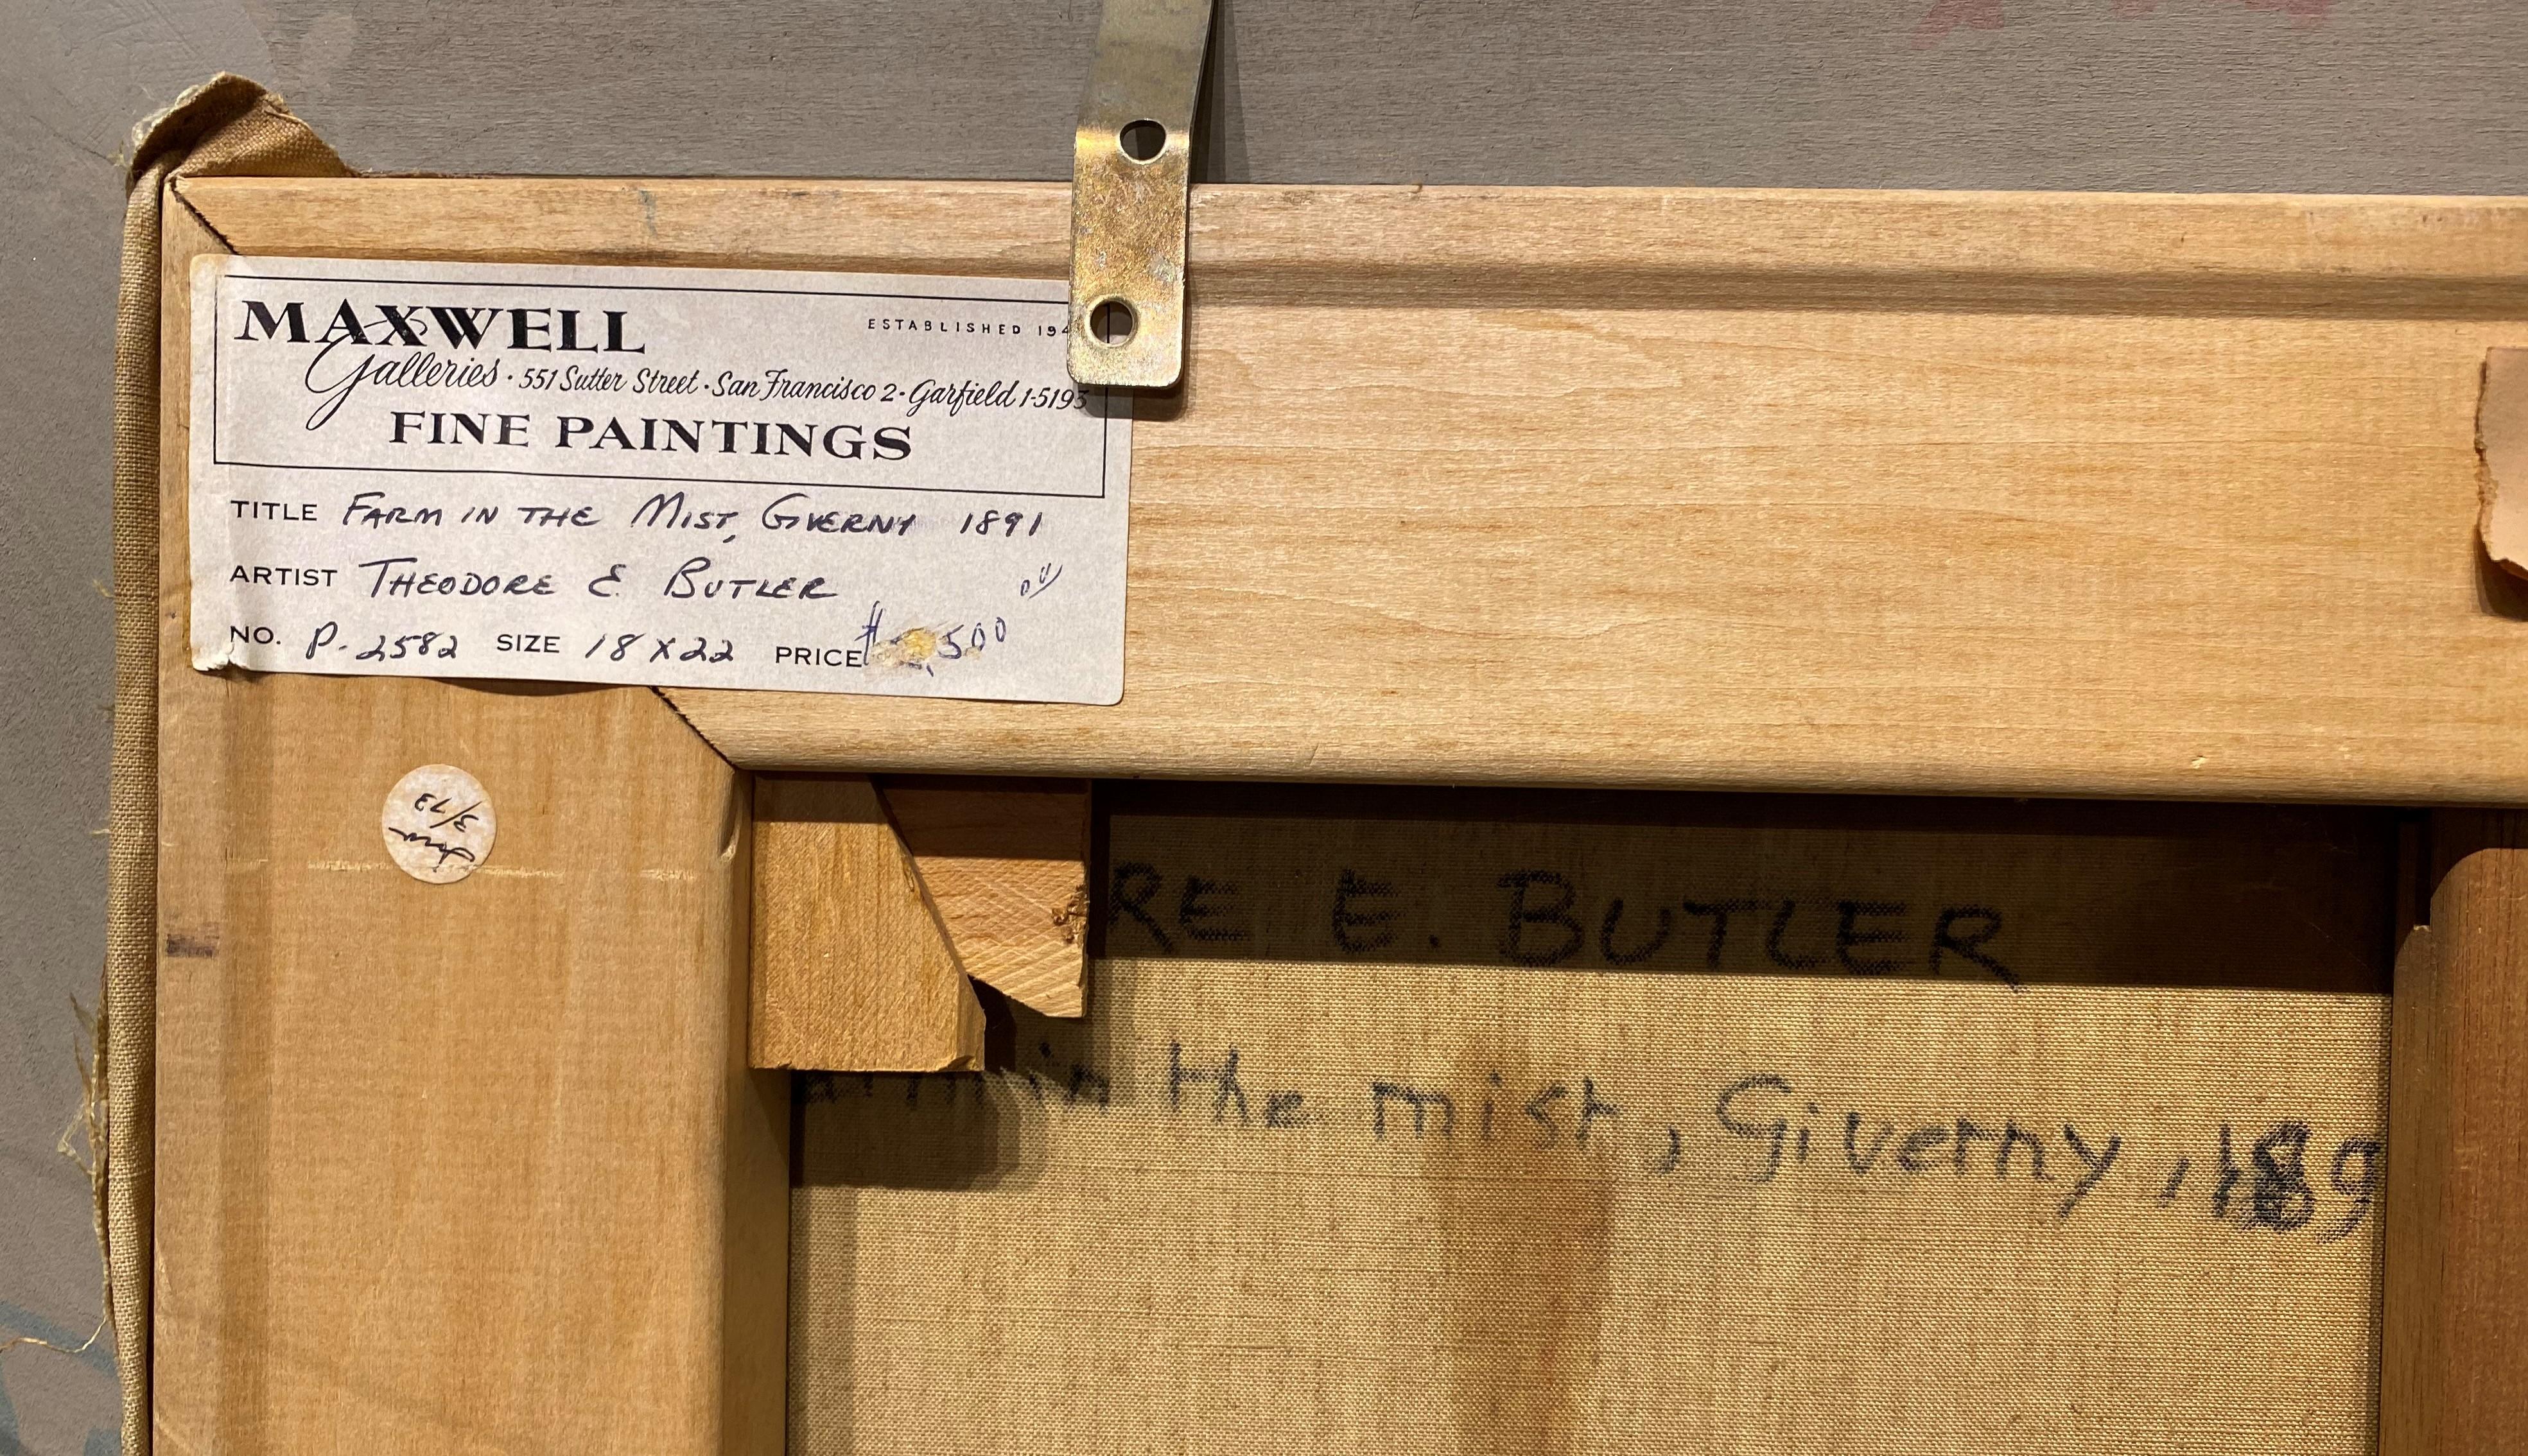 MAXWELL ESTABLISHED 194
Galleries · 551 Sutter Street · San Francisco 2 · Garfield 1-5193
FINE PAINTINGS
TITLE FARM IN THE MIST, GIVERNY 1891
ARTIST THEODORE E. BUTLER
NO. P-2582 SIZE 18 X 22 PRICE
3/73
RE E. BUTLER
in the mist, Giverny, 189